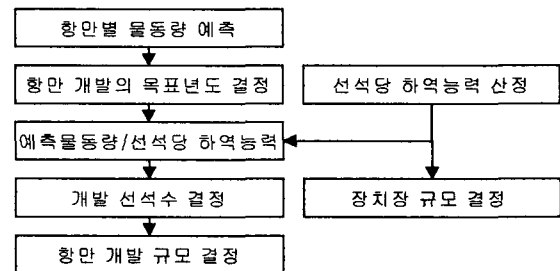 항만별 물동량 예측
항만 개발의 목표년도 결정
선석당 하역능력 산정
예측물동량/선석당 하역능력
개발 선석수 결정
장치장 규모 결정
항만 개발 규모 결정